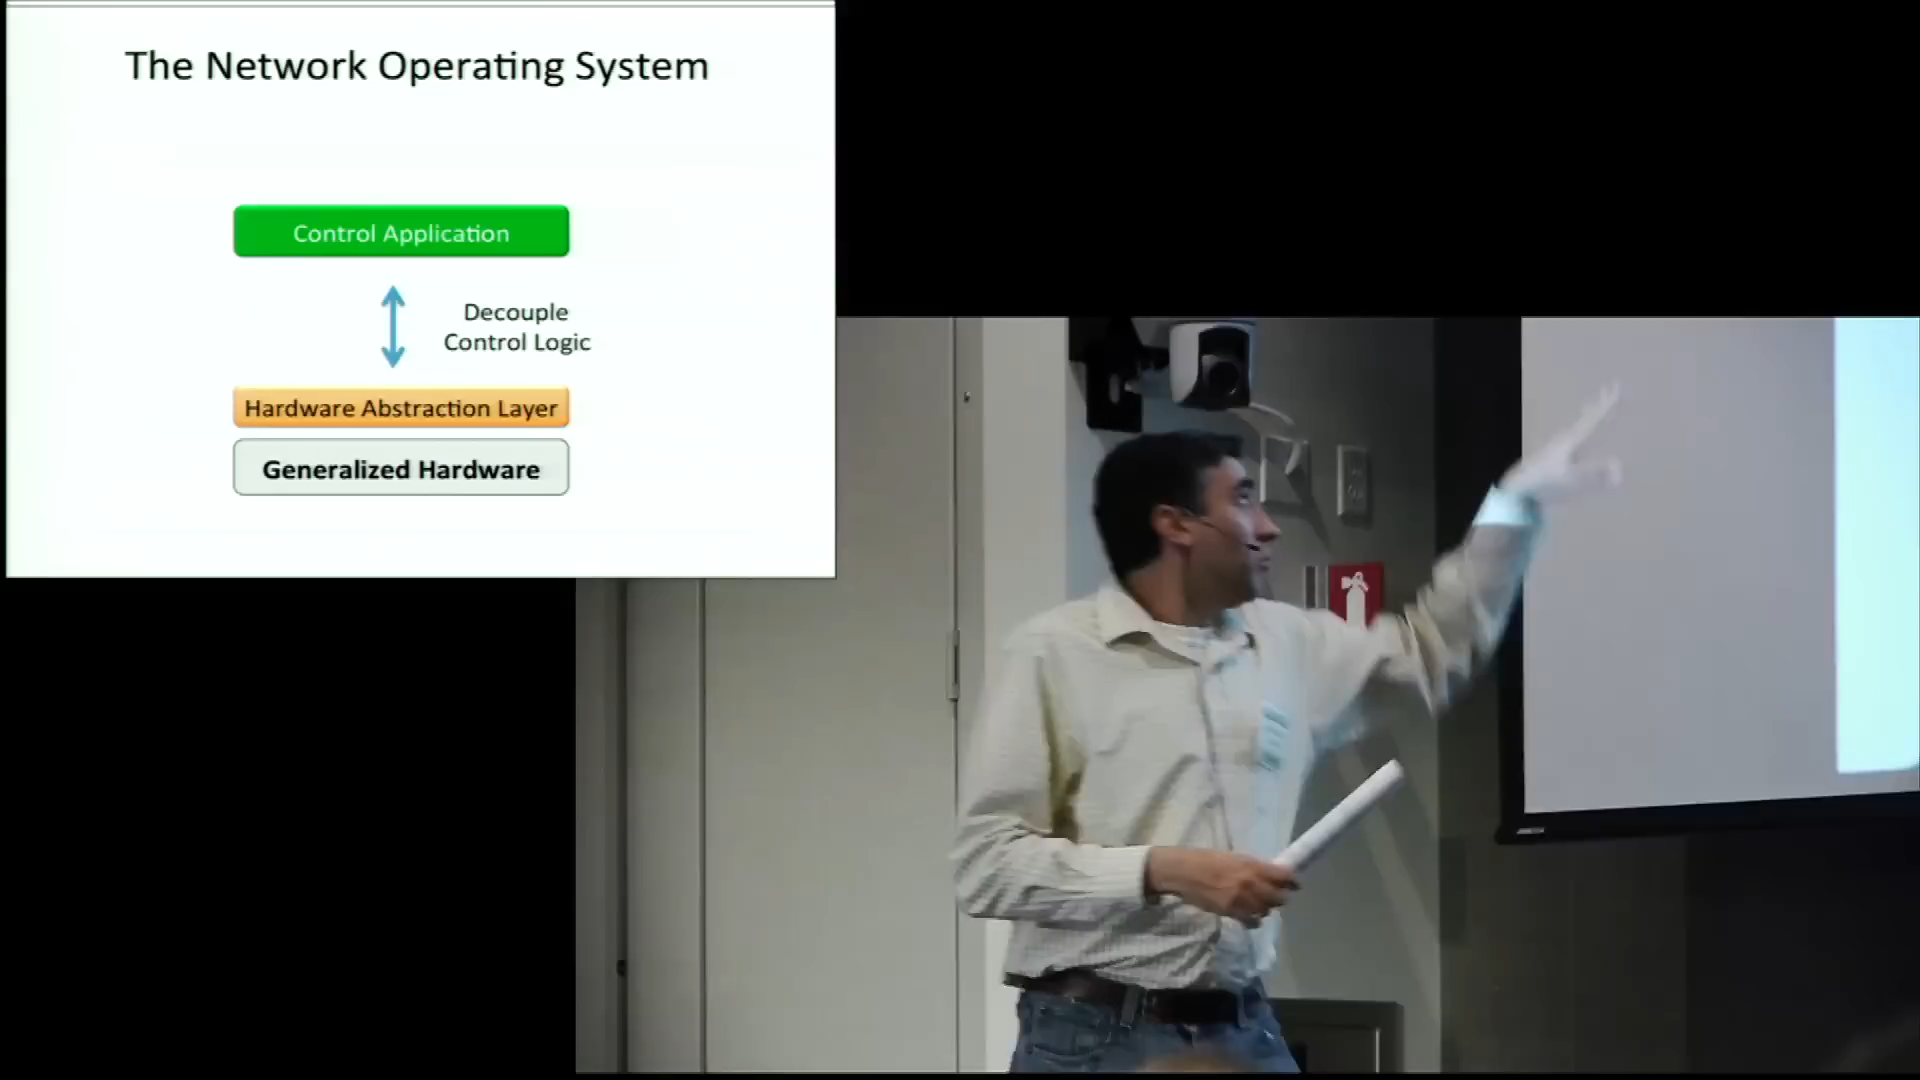 The Network Operating System
Control Application
Decouple
Control Logic
Hardware Abstraction Layer
Generalized Hardware